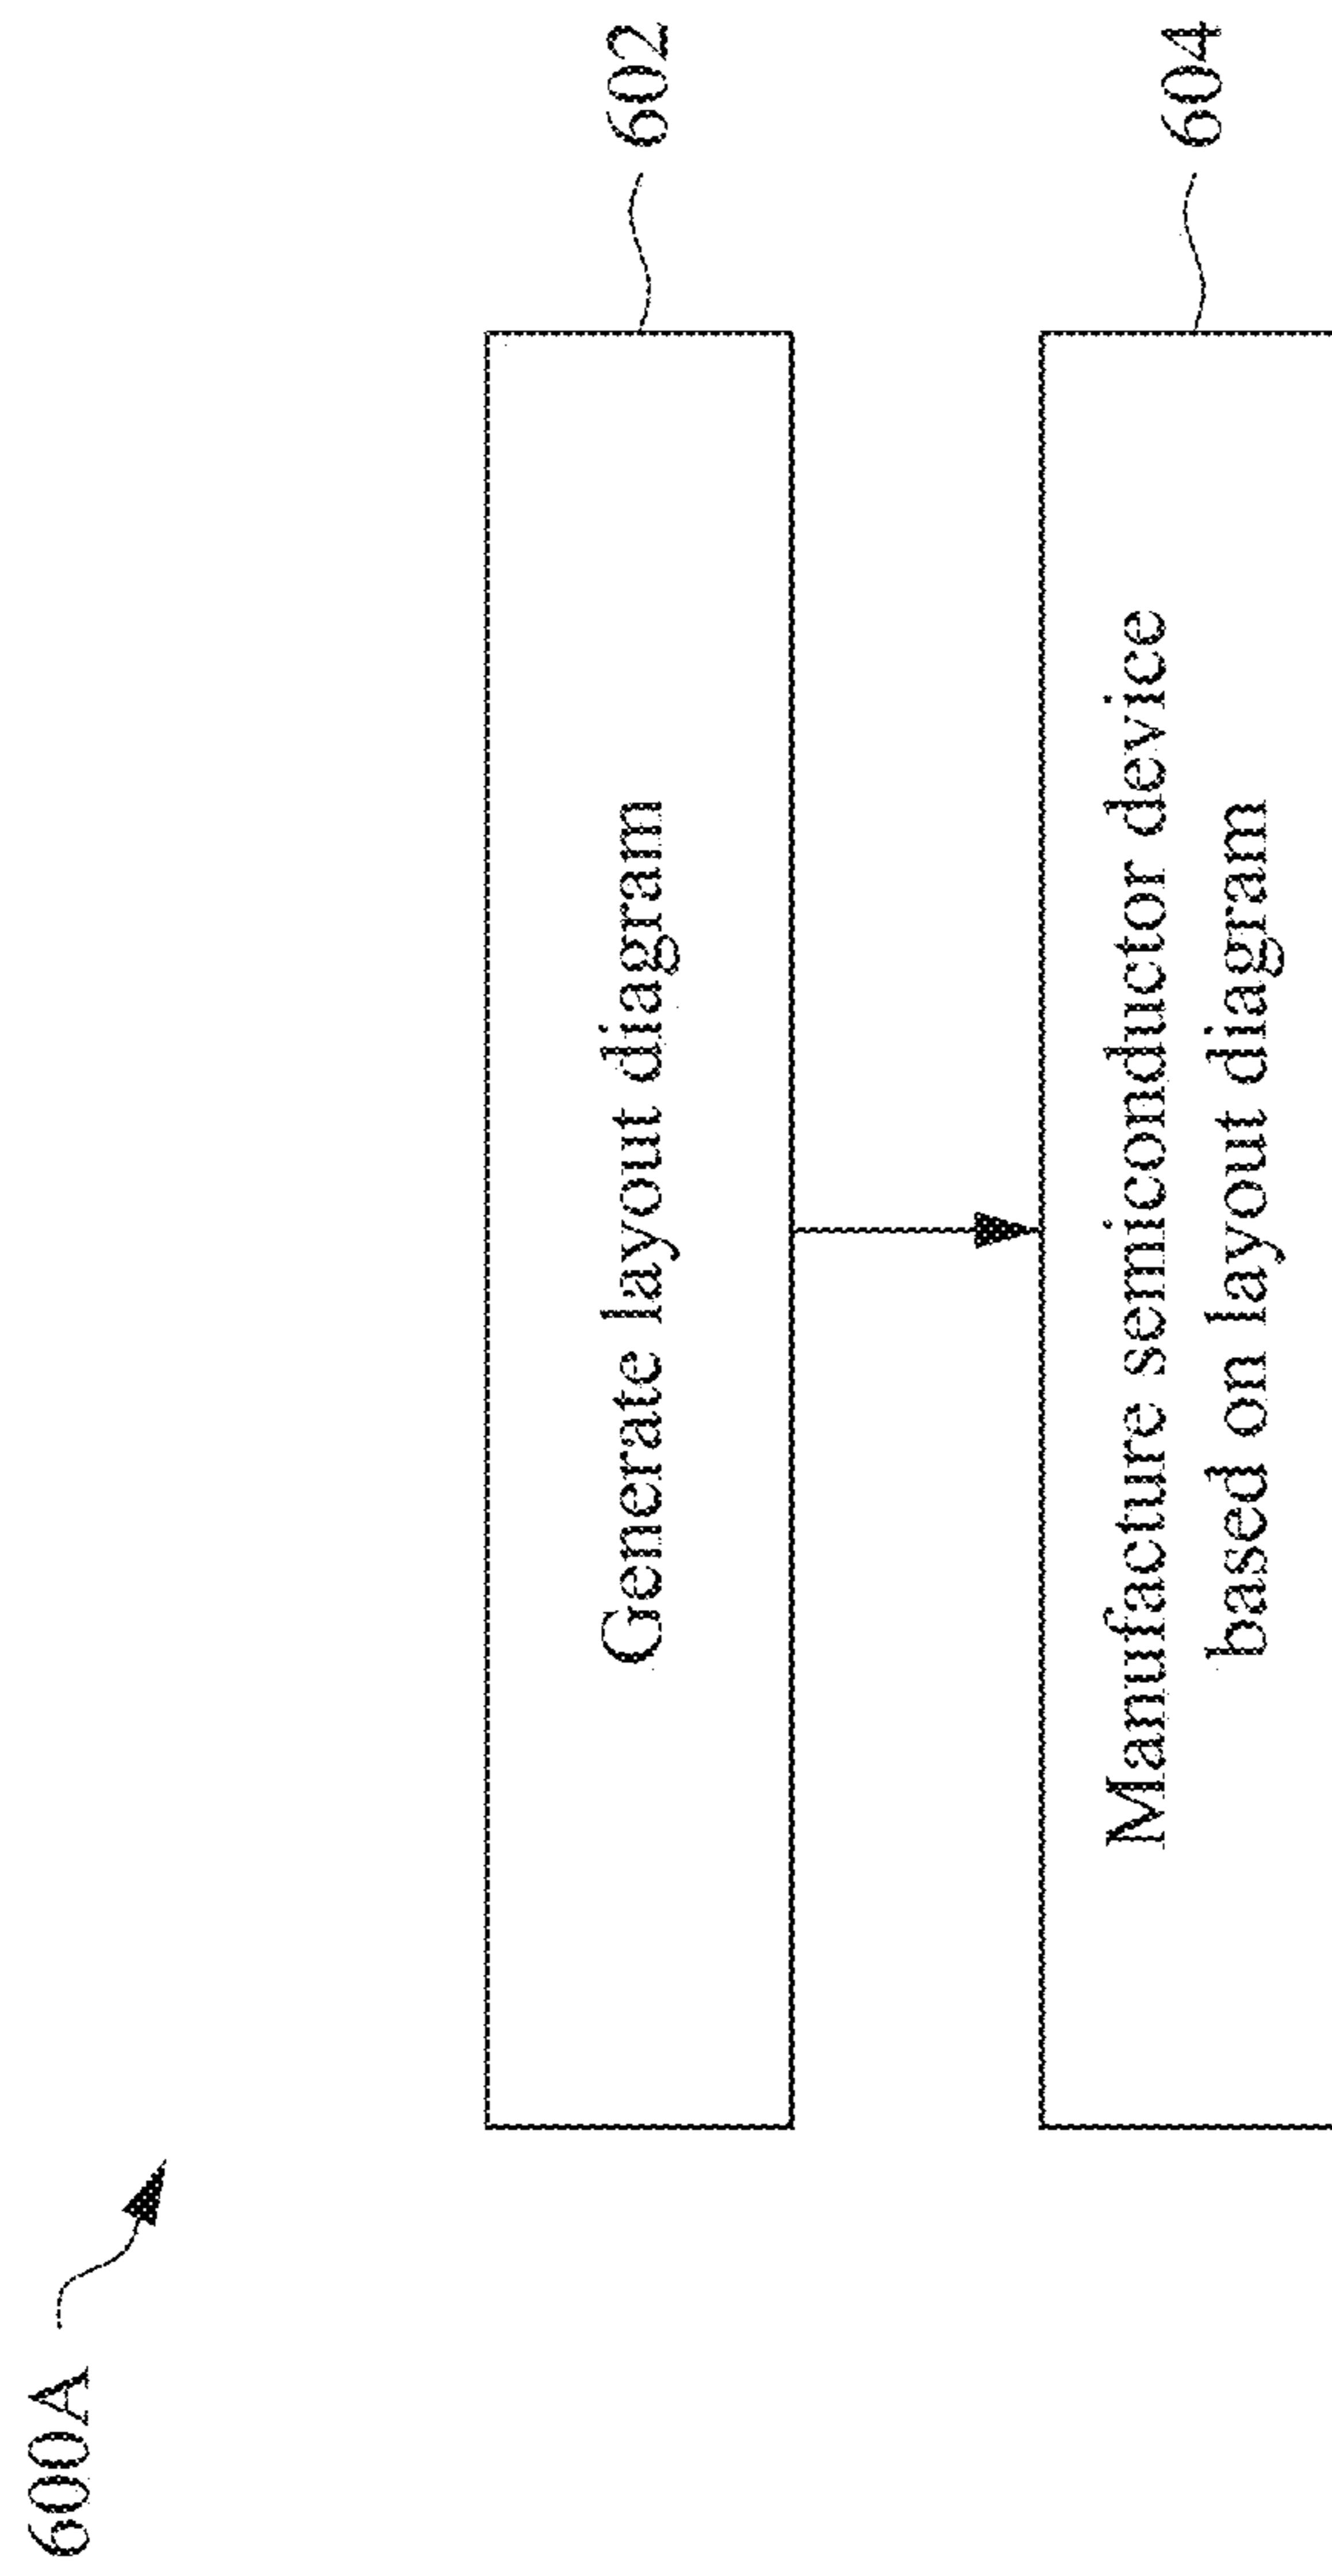 600A
Generate layout diagram
602
Manufacture semiconductor device
based on layout diagram
604